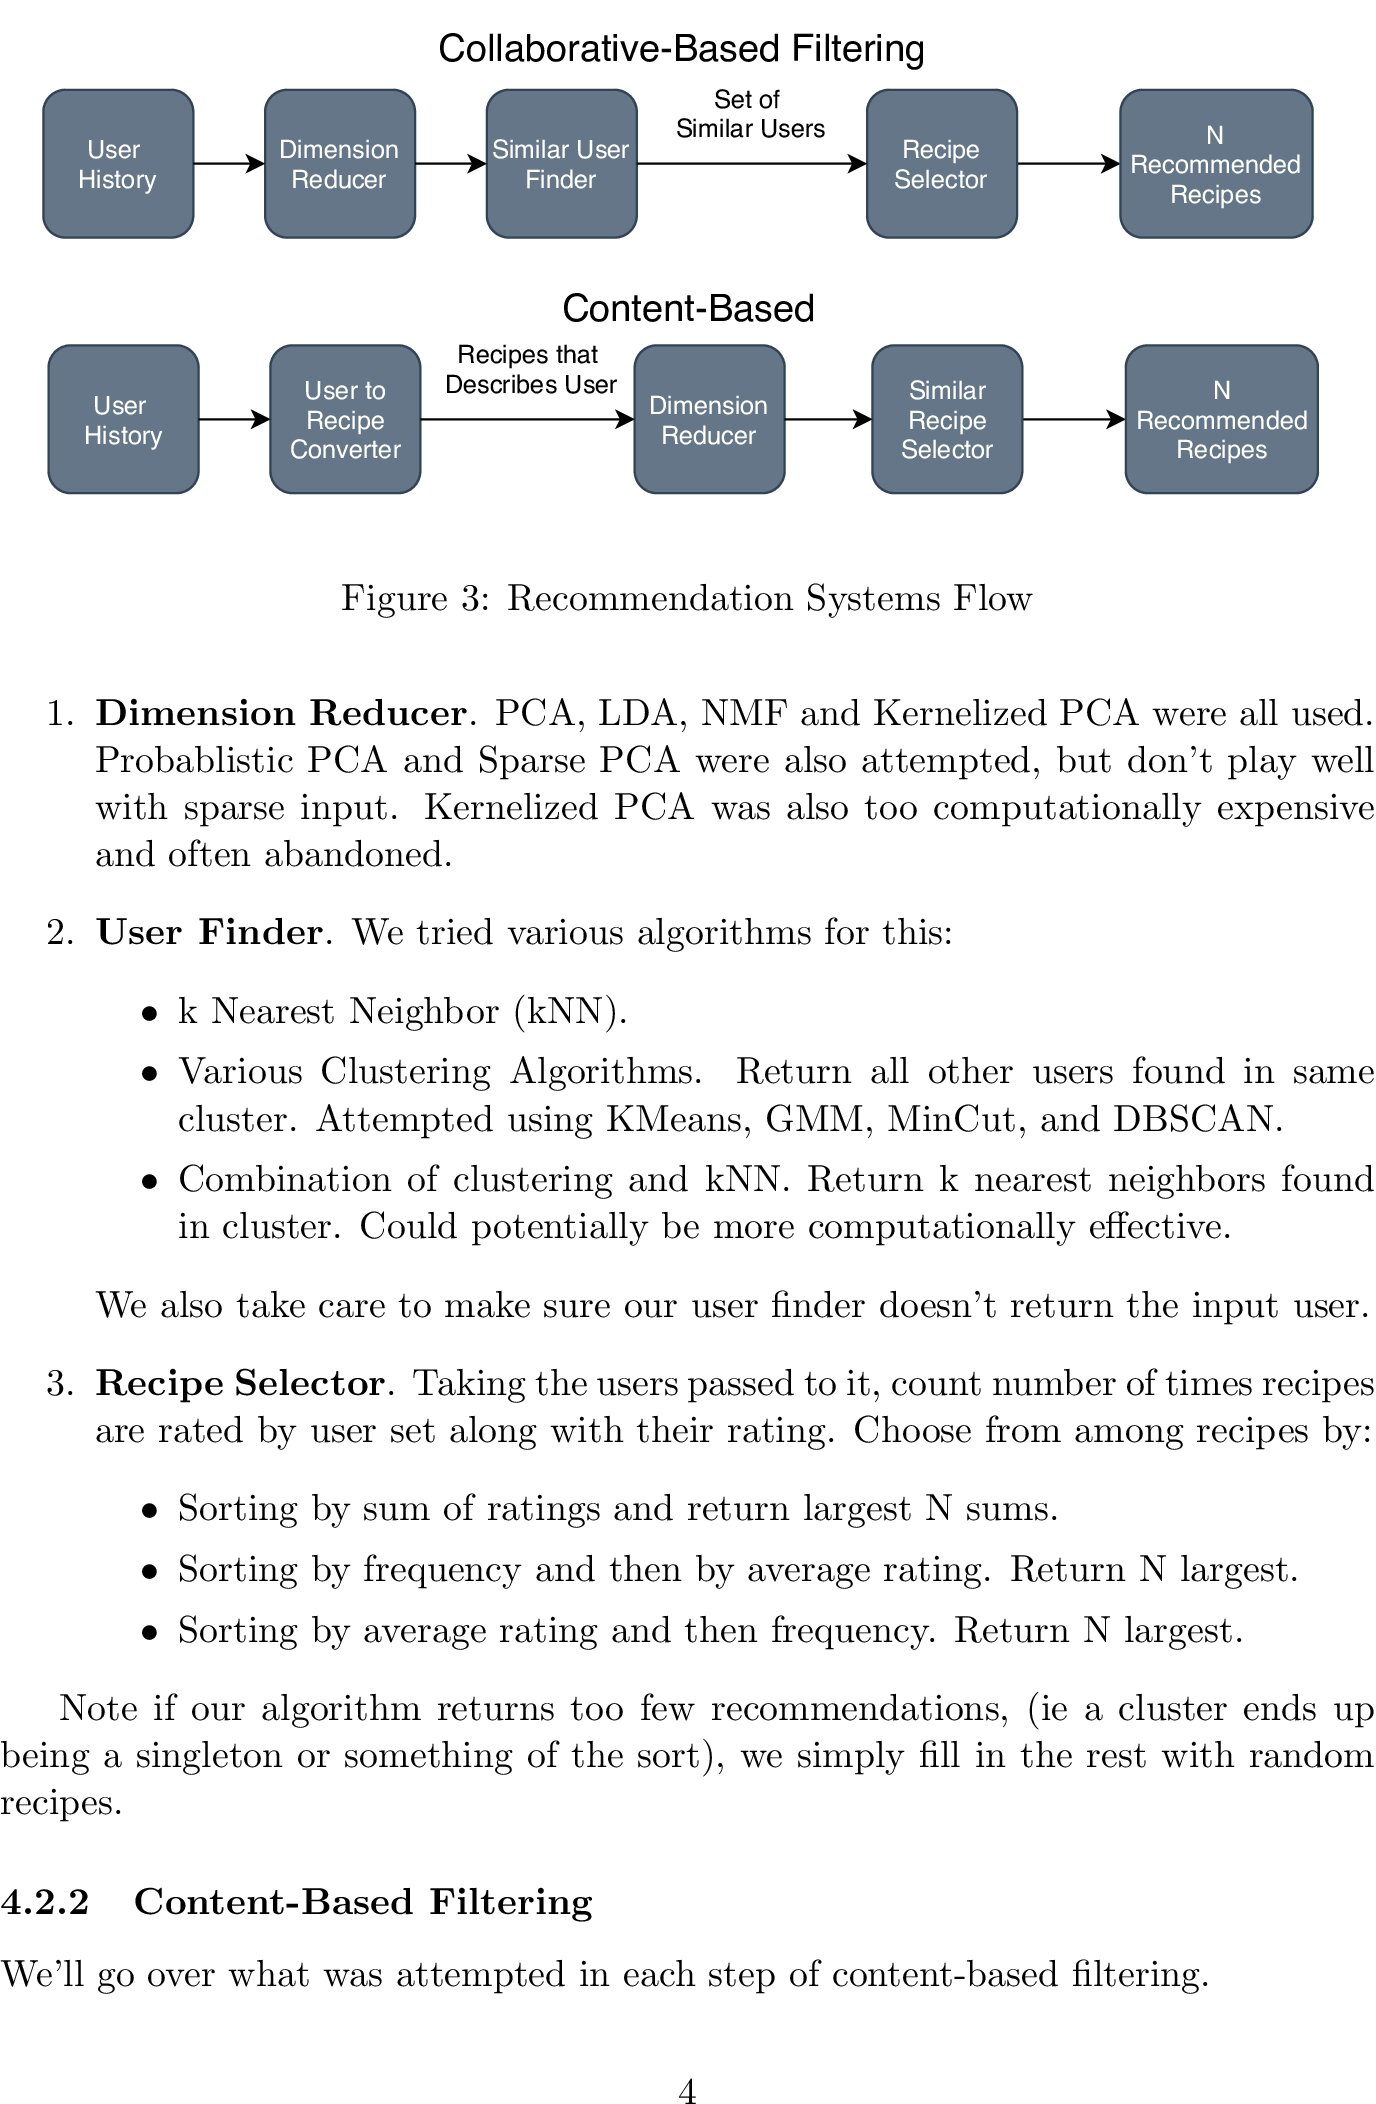 Collaborative-Based Filtering
User
History
Dimension
Reducer
Similar User
Finder
Set of
Similar Users
Recipe
Selector
N
Recommended
Recipes
Content-Based
User
History
User to
Recipe
Converter
Recipes that
Describes User
Dimension
Reducer
Similar
Recipe
Selector
N
Recommended
Recipes
Figure 3: Recommendation Systems Flow
1. Dimension Reducer. PCA, LDA, NMF and Kernelized PCA were all used.
Probablistic PCA and Sparse PCA were also attempted, but don't play well
with sparse input. Kernelized PCA was also too computationally expensive
and often abandoned.
2. User Finder. We tried various algorithms for this:
• k Nearest Neighbor (kNN).
• Various Clustering Algorithms. Return all other users found in same
cluster. Attempted using KMeans, GMM, MinCut, and DBSCAN.
• Combination of clustering and kNN. Return k nearest neighbors found
in cluster. Could potentially be more computationally effective.
We also take care to make sure our user finder doesn't return the input user.
3. Recipe Selector. Taking the users passed to it, count number of times recipes
are rated by user set along with their rating. Choose from among recipes by:
• Sorting by sum of ratings and return largest N sums.
• Sorting by frequency and then by average rating. Return N largest.
• Sorting by average rating and then frequency. Return N largest.
Note if our algorithm returns too few recommendations, (ie a cluster ends up
being a singleton or something of the sort), we simply fill in the rest with random
recipes.
4.2.2 Content-Based Filtering
We'll go over what was attempted in each step of content-based filtering.
4